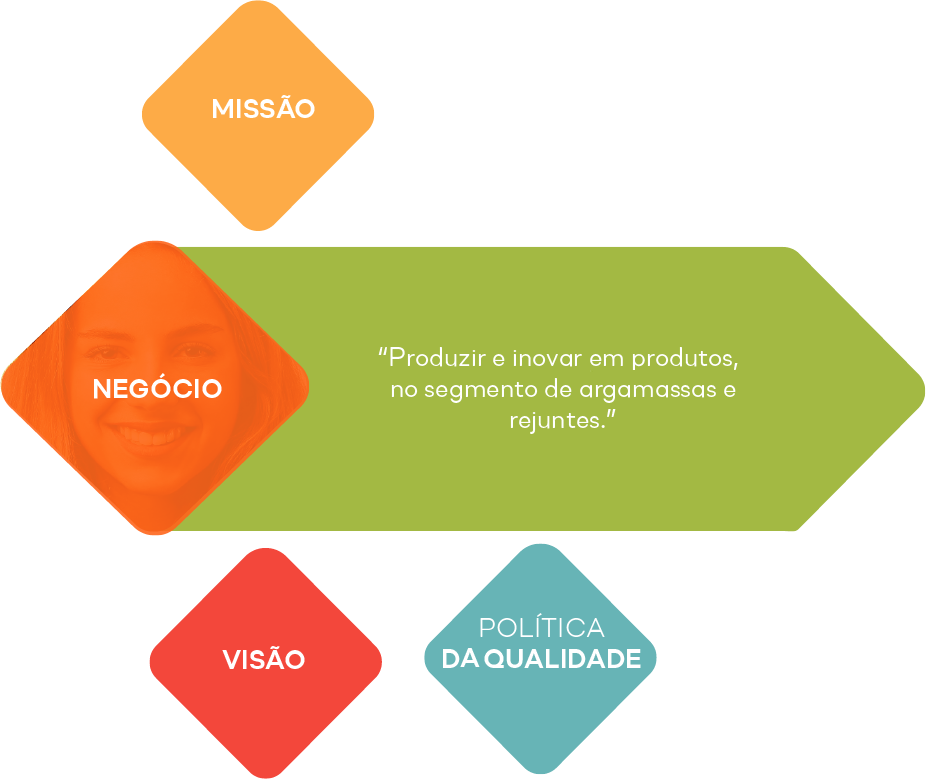 MISSÃO
NEGÓCIO
“Produzir e inovar em produtos,
no segmento de argamassas e
rejuntes.”
VISÃO
POLÍTICA
DA QUALIDADE